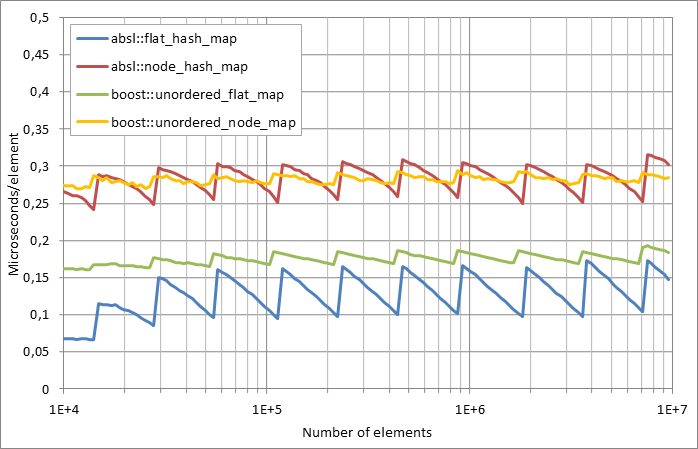 0,5
0,45
0,4
0,35
0,3
0,25
0,2
0,15
0,1
0,05
0
Microseconds/element
absl::flat_hash_map
absl::node_hash_map
boost::unordered_flat_map
boost::unordered_node_map
1E+4 1E+5 1E+6 1E+7
Number of elements